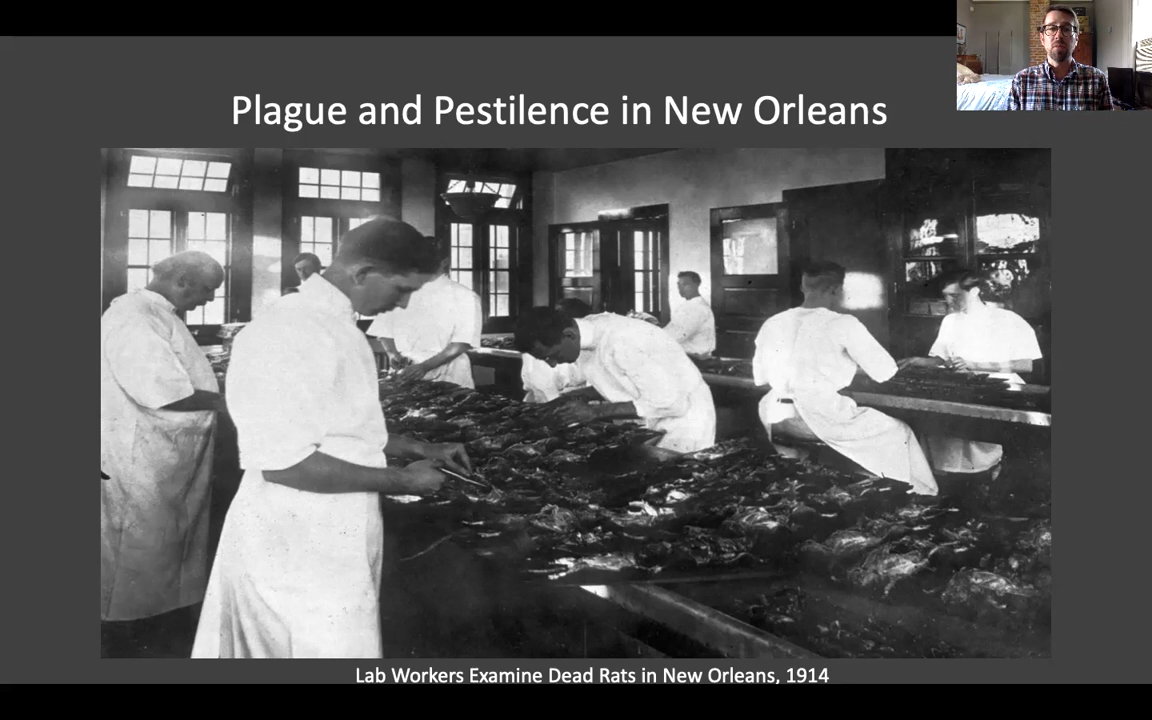 Plague and Pestilence in New Orleans
Lab Workers Examine Dead Rats in New Orleans, 1914